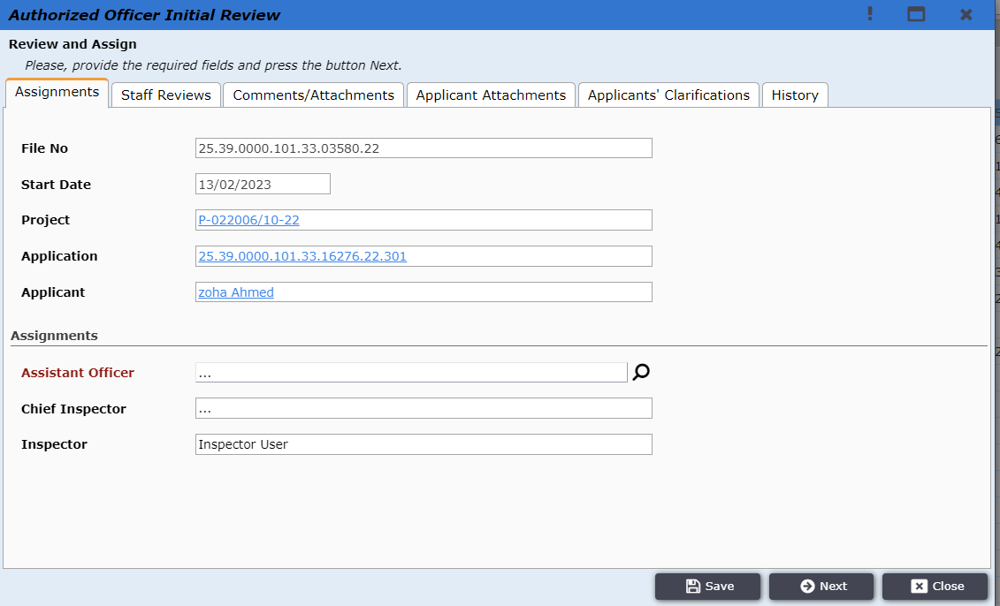 Authorized Officer Initial Review
Review and Assign
Please, provide the required fields and press the button Next.
Assignments Staff Reviews Comments/Attachments Applicant Attachments Applicants' Clarifications History
File No 25.39.0000.101.33.03580.22
Start Date 13/02/2023
Project P-022006/10-22
Application 25.39.0000.101.33.16276.22.301
Applicant zoha Ahmed
Assignments
Assistant Officer ...
Chief Inspector ...
Inspector Inspector User
Save Next Close